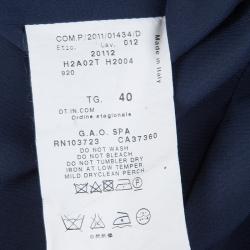 COM.P/2011/01434/D
Etic. Lav. 012
20112
H2A02T H2004
920
Made in Italy
TG. 40
DT.IN.COM
Ordine stagionale
G.A.O. SPA
RN103723 CA37360
DO NOT WASH
DO NOT BLEACH
DO NOT TUMBLE DRY
IRON AT LOW TEMPER.
MILD DRYCLEAN PERCH.